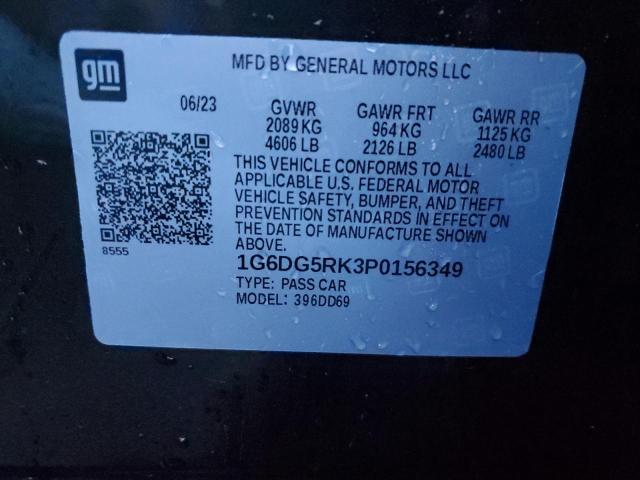 gm
MFD BY GENERAL MOTORS LLC
06/23 GVWR GAWR FRT GAWR RR
2089 KG 964 KG 1125 KG
4606 LB 2126 LB 2480 LB
THIS VEHICLE CONFORMS TO ALL
APPLICABLE U.S. FEDERAL MOTOR
VEHICLE SAFETY, BUMPER, AND THEFT
PREVENTION STANDARDS IN EFFECT ON
THE DATE OF MANUFACTURE SHOWN
ABOVE.
8555
1G6DG5RK3P0156349
TYPE: PASS CAR
MODEL: 396DD69